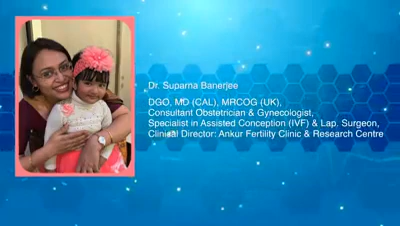 Dr. Suparna Banerjee
DGO, MD (CAL), MRCOG (UK),
Consultant Obstetrician & Gynecologist,
Specialist in Assisted Conception (IVF) & Lap. Surgeon,
Clinical Director: Ankur Fertility Clinic & Research Centre